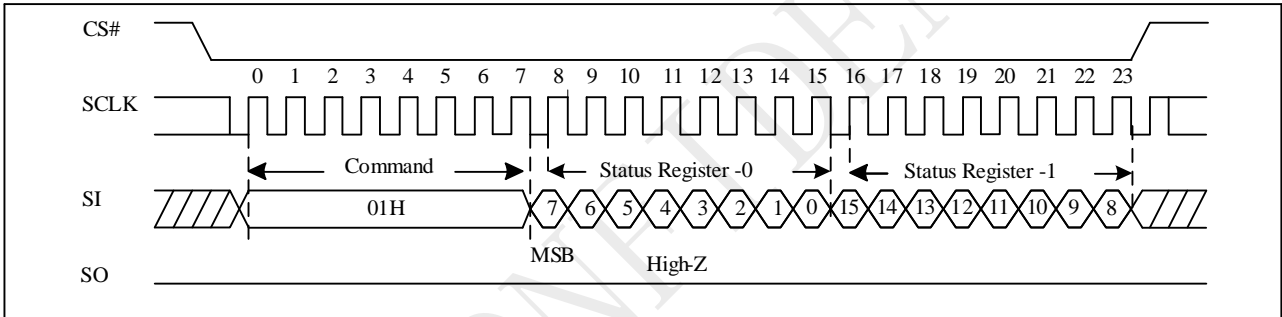 CS#
0 1 2 3 4 5 6 7 8 9 10 11 12 13 14 15 16 17 18 19 20 21 22 23
SCLK
Command Status Register -0 Status Register -1
SI 01H 7 6 5 4 3 2 1 0 15 14 13 12 11 10 9 8
MSB High-Z
SO